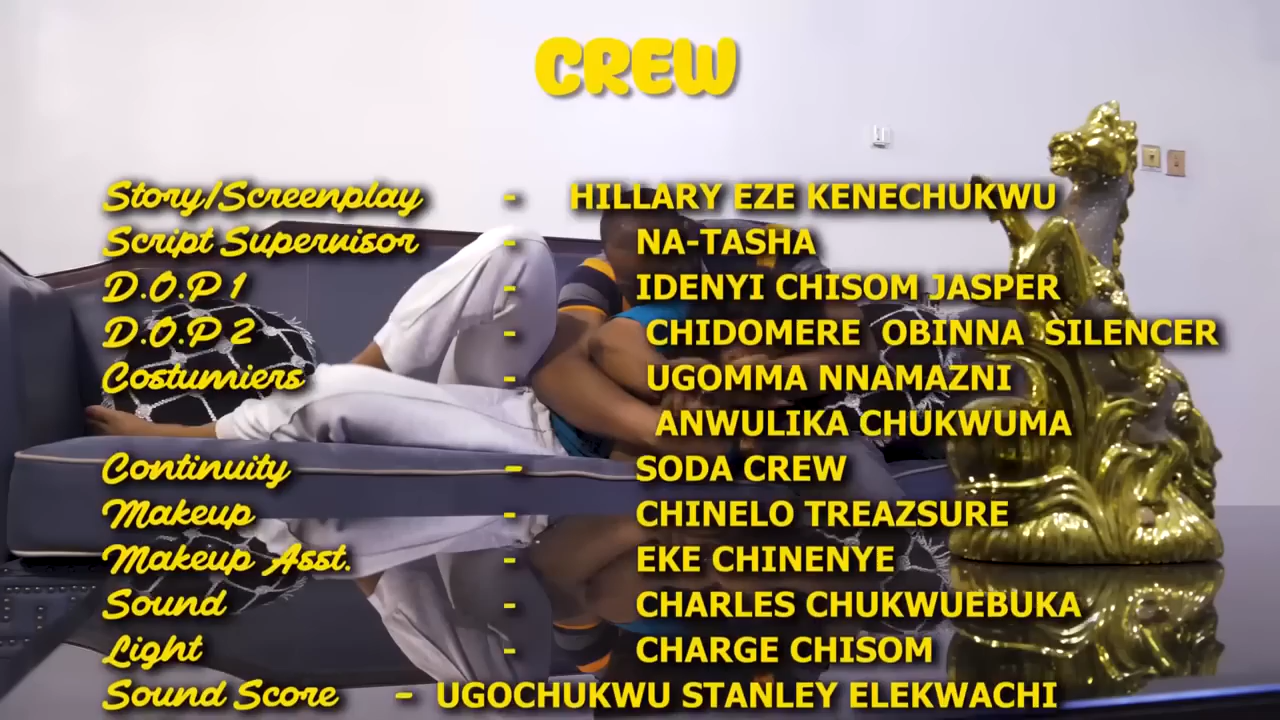 CREW
Story/Screenplay - HILLARY EZE KENECHUKWU
Script Supervisor - NA-TASHA
D.O.P 1 - IDENYI CHISOM JASPER
D.O.P 2 - CHIDOMERE OBINNA SILENCER
Costumiers - UGOMMA NNAMAZNI
ANWULIKA CHUKWUMA
Continuity - SODA CREW
Makeup - CHINELO TREAZSURE
Makeup Asst. - EKE CHINENYE
Sound - CHARLES CHUKWUEBUKA
Light - CHARGE CHISOM
Sound Score - UGOCHUKWU STANLEY ELEKWACHI